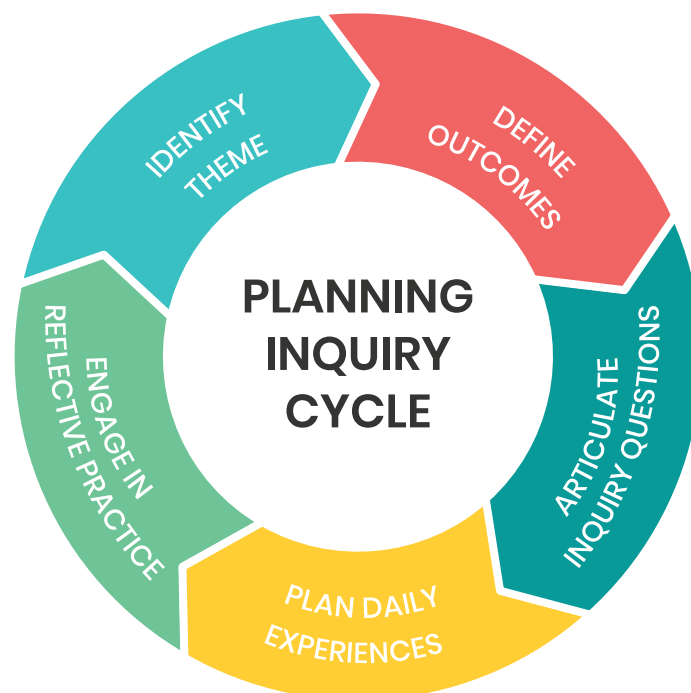 PLANNING
INQUIRY
CYCLE
IDENTIFY
THEME
DEFINE
OUTCOMES
ARTICULATE
INQUIRY QUESTIONS
PLAN DAILY
EXPERIENCES
ENGAGE IN
REFLECTIVE PRACTICE